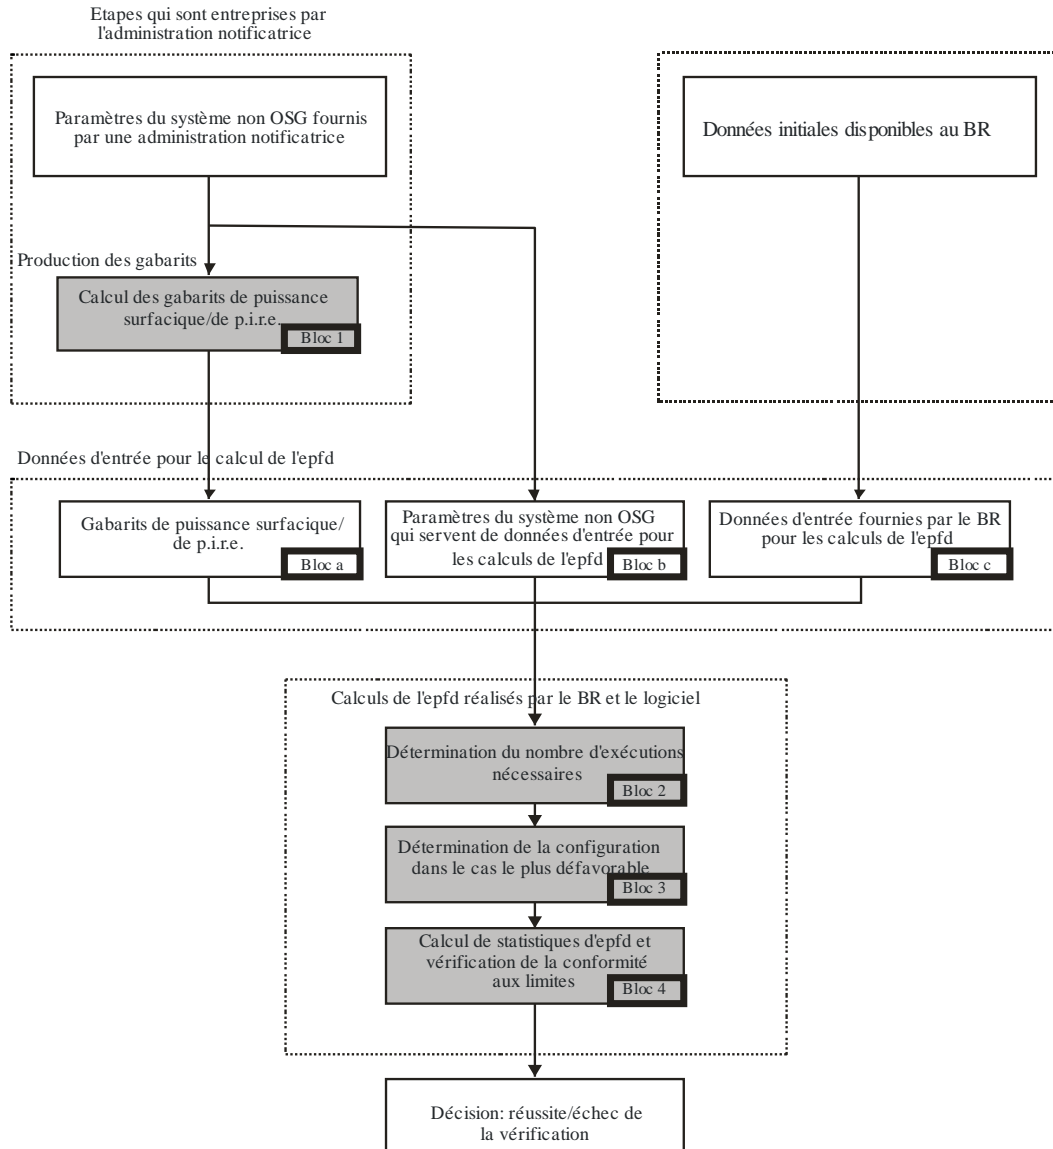 Etapes qui sont entreprises par
l'administration notificatrice
Paramètres du système non OSG fournis
par une administration notificatrice
Données initiales disponibles au BR
Production des gabarits
Calcul des gabarits de puissance
surfacique/de p.i.r.e.
Bloc 1
Données d'entrée pour le calcul de l'epfd
Gabarits de puissance surfacique/
de p.i.r.e.
Bloc a
Paramètres du système non OSG
qui servent de données d'entrée pour
les calculs de l'epfd
Bloc b
Données d'entrée fournies par le BR
pour les calculs de l'epfd
Bloc c
Calculs de l'epfd réalisés par le BR et le logiciel
Détermination du nombre d'exécutions
nécessaires
Bloc 2
Détermination de la configuration
dans le cas le plus défavorable
Bloc 3
Calcul de statistiques d'epfd et
vérification de la conformité
aux limites
Bloc 4
Décision: réussite/échec de
la vérification